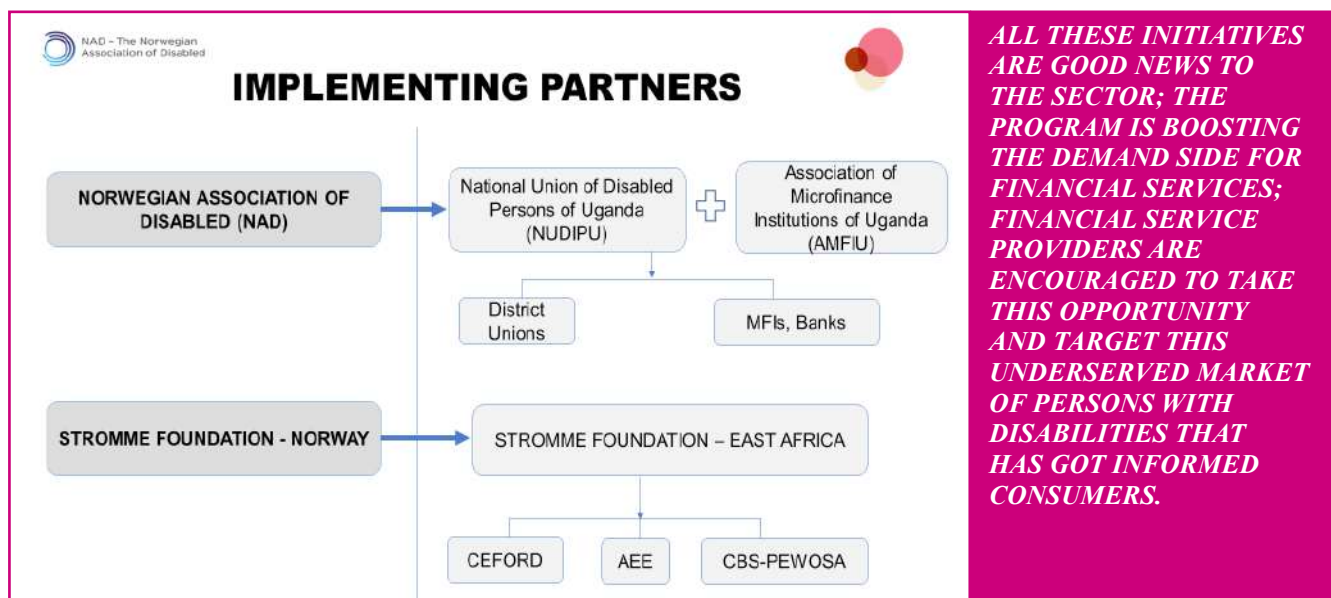 NAD – The Norwegian
Association of Disabled
IMPLEMENTING PARTNERS
NORWEGIAN ASSOCIATION OF
DISABLED (NAD)
National Union of Disabled
Persons of Uganda
(NUDIPU)
Association of
Microfinance
Institutions of Uganda
(AMFIU)
District
Unions
MFIs, Banks
STROMME FOUNDATION - NORWAY
STROMME FOUNDATION – EAST AFRICA
CEFORD
AEE
CBS-PEWOSA
ALL THESE INITIATIVES
ARE GOOD NEWS TO
THE SECTOR; THE
PROGRAM IS BOOSTING
THE DEMAND SIDE FOR
FINANCIAL SERVICES;
FINANCIAL SERVICE
PROVIDERS ARE
ENCOURAGED TO TAKE
THIS OPPORTUNITY
AND TARGET THIS
UNDERSERVED MARKET
OF PERSONS WITH
DISABILITIES THAT
HAS GOT INFORMED
CONSUMERS.